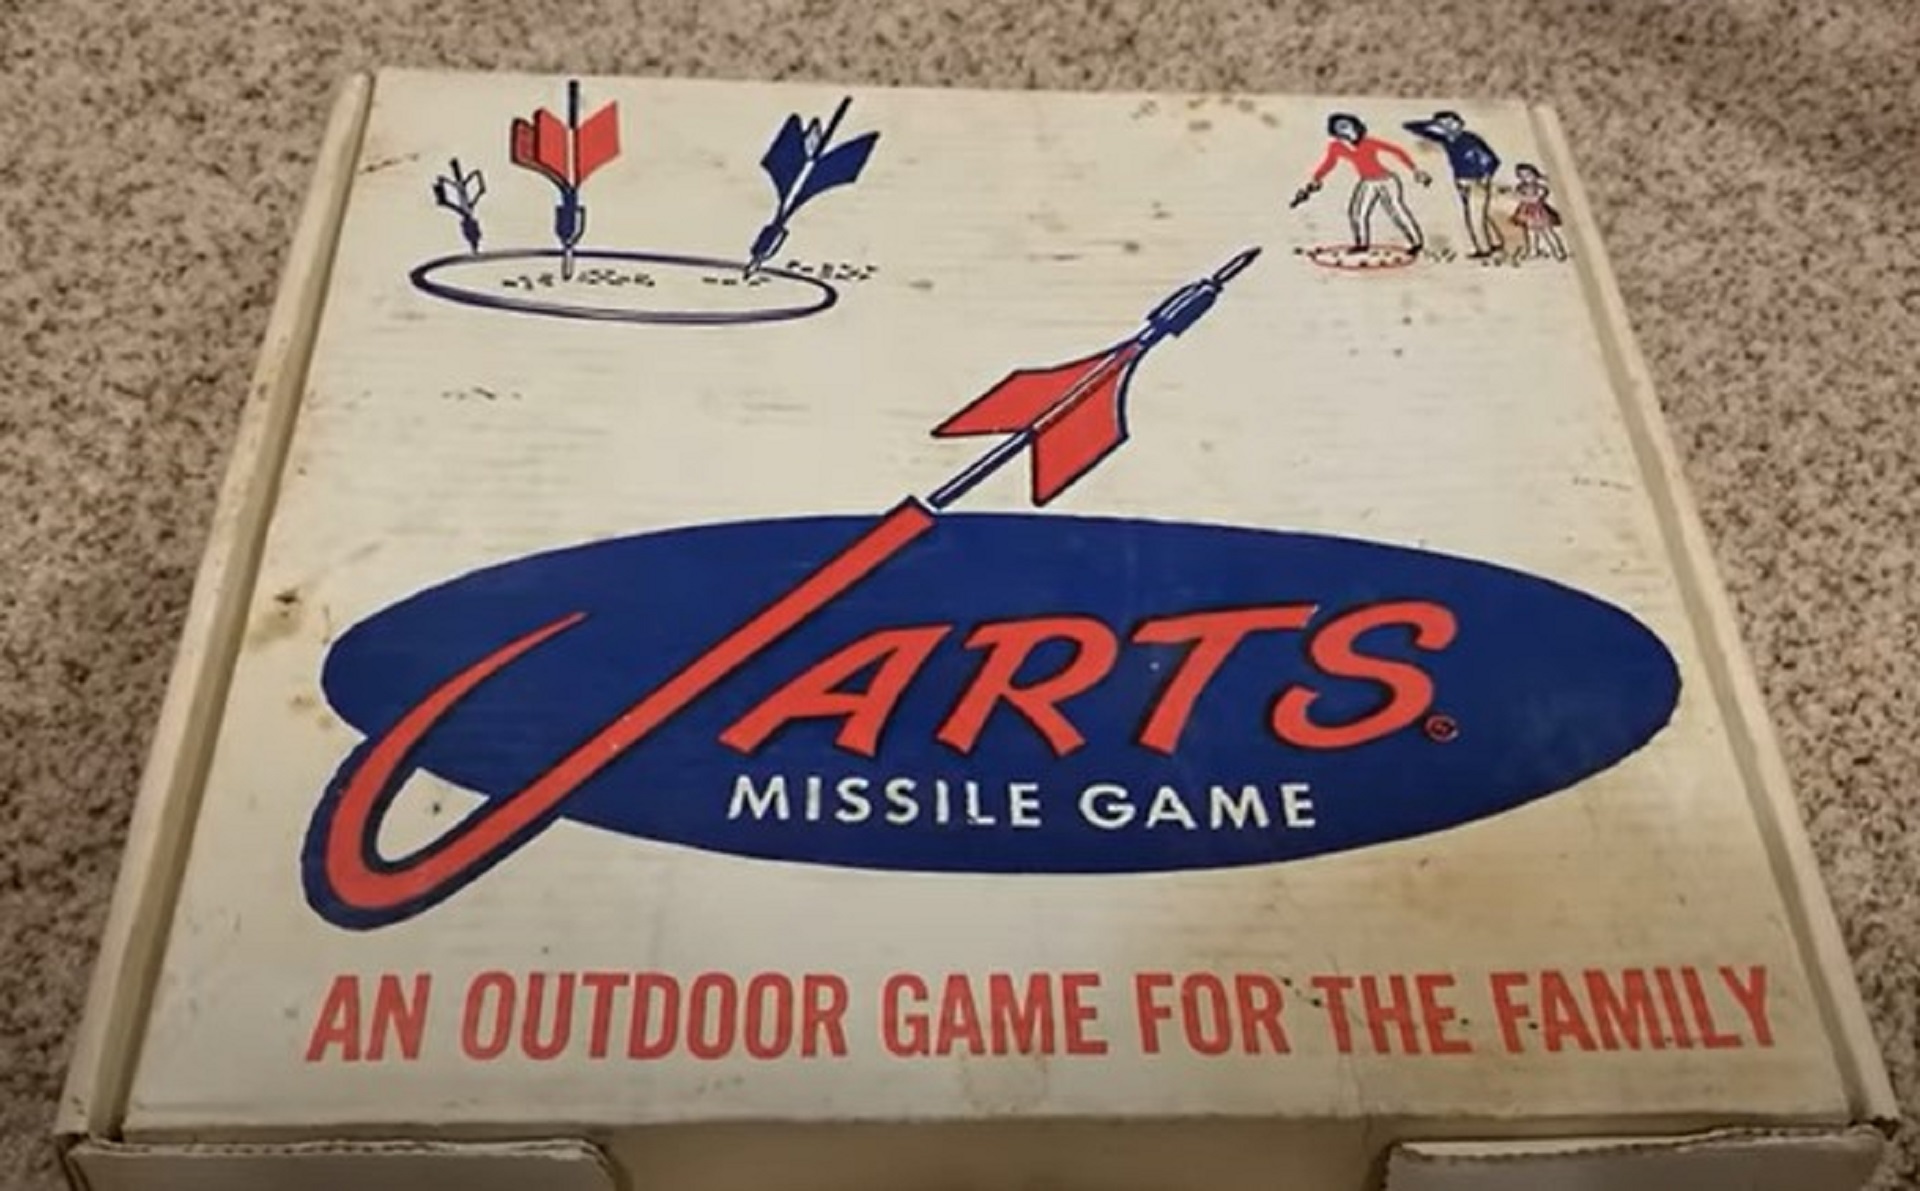 JARTS®
MISSILE GAME
AN OUTDOOR GAME FOR THE FAMILY